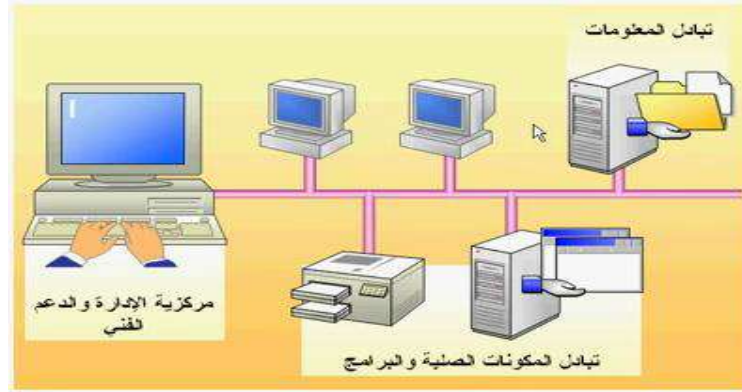 تبادل المعلومات
مركزية الإدارة والدعم
الفني
تبادل المكونات الصلبة والبرامج